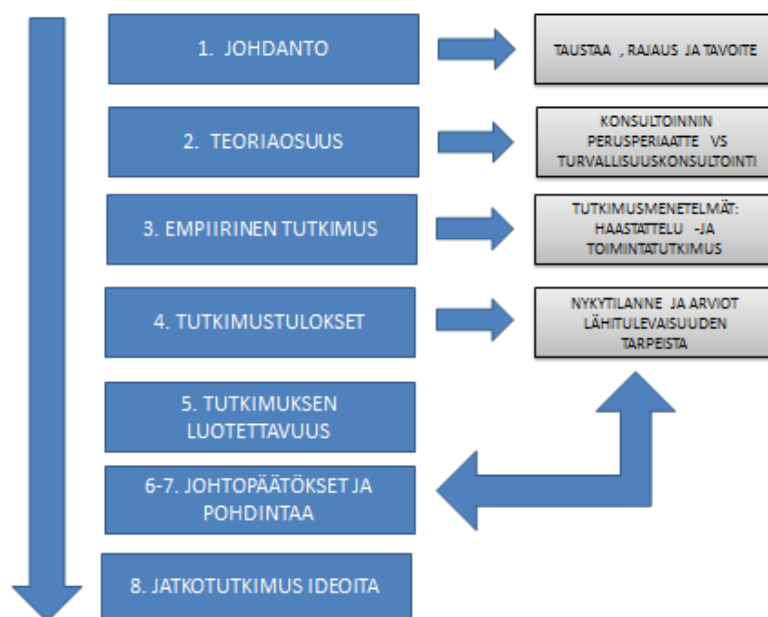 1. JOHDANTO
TAUSTAA , RAJAUS JA TAVOITE
2. TEORIAOSUUS
KONSULTOINNIN
PERUSPERIAATTE VS
TURVALLISUUSKONSULTOINTI
3. EMPIIRINEN TUTKIMUS
TUTKIMUSMENETELMÄT:
HAASTATTELU -JA
TOIMINTATUTKIMUS
4. TUTKIMUSTULOKSET
NYKYTILANNE JA ARVIOT
LÄHITULEVAISUUDEN
TARPEISTA
5. TUTKIMUKSEN
LUOTETTAVUUS
6-7. JOHTOPÄÄTÖKSET JA
POHDINTAA
8. JATKOTUTKIMUS IDEOITA